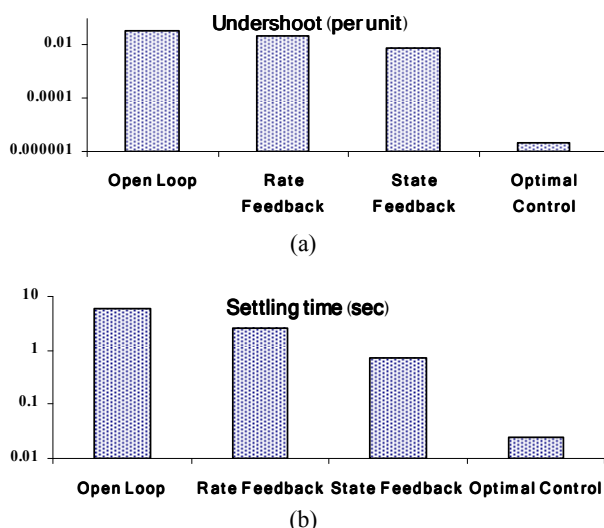 Undershoot (per unit)
0.01
0.0001
0.000001
Open Loop Rate Feedback State Feedback Optimal Control
(a)
Settling time (sec)
10
1
0.1
0.01
Open Loop Rate Feedback State Feedback Optimal Control
(b)